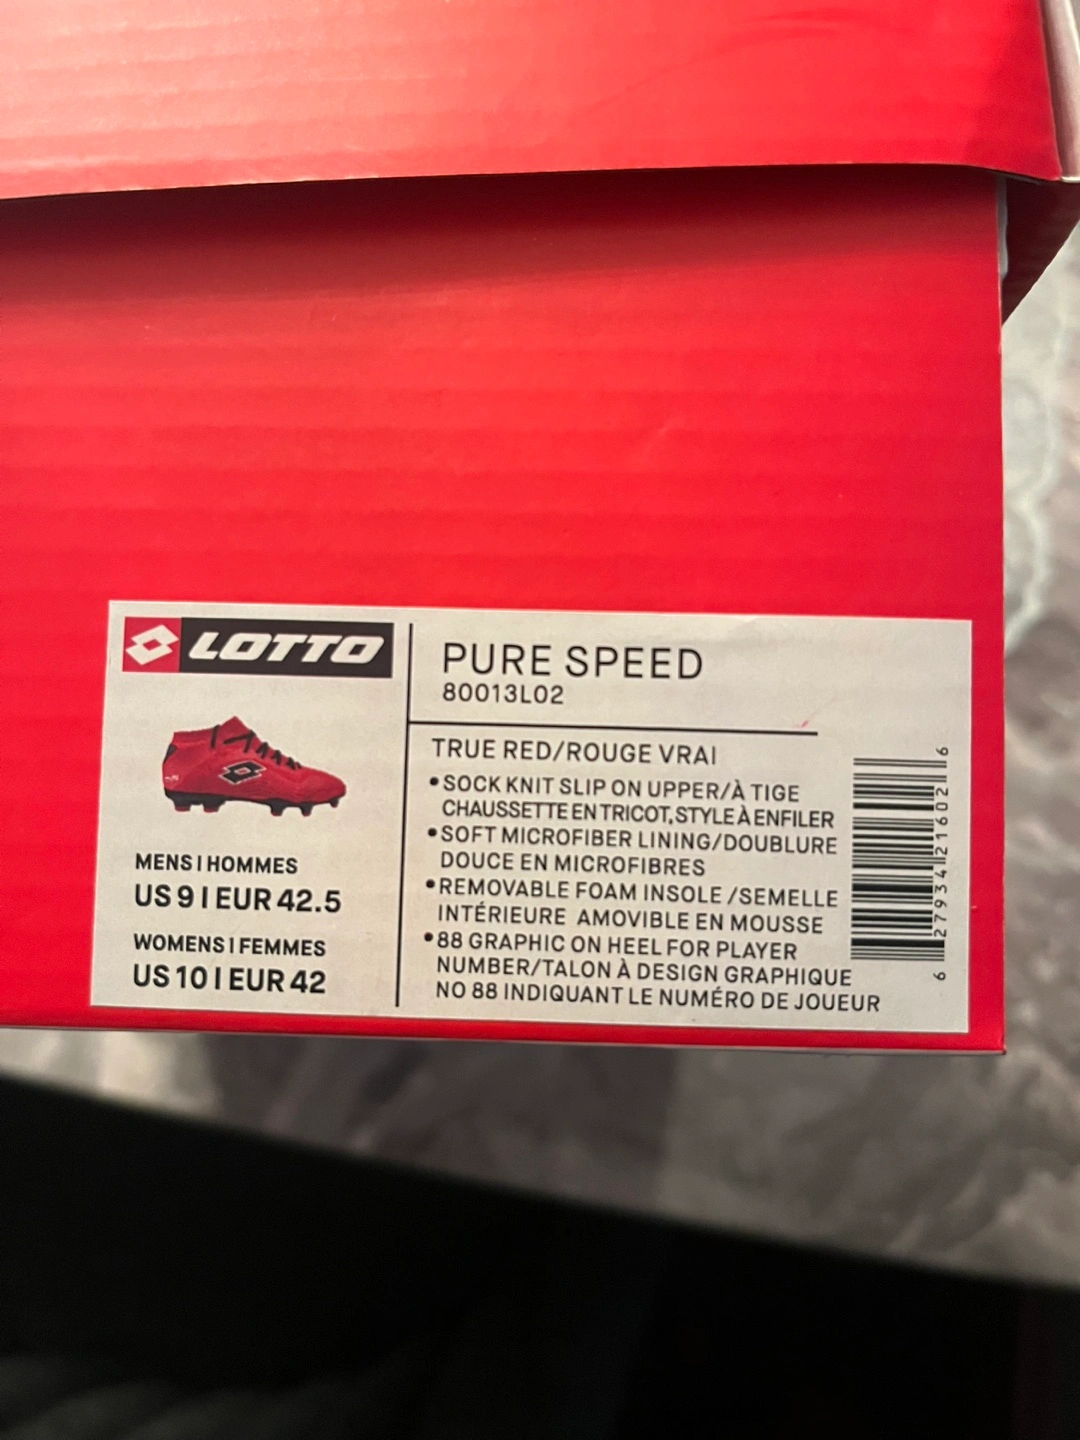 LOTTO
MENS | HOMMES
US 9 | EUR 42.5
WOMENS | FEMMES
US 10 | EUR 42
PURE SPEED
80013L02
TRUE RED/ROUGE VRAI
•SOCK KNIT SLIP ON UPPER/À TIGE
CHAUSSETTE EN TRICOT, STYLE À ENFILER
•SOFT MICROFIBER LINING/DOUBLURE
DOUCE EN MICROFIBRES
•REMOVABLE FOAM INSOLE /SEMELLE
INTÉRIEURE AMOVIBLE EN MOUSSE
•88 GRAPHIC ON HEEL FOR PLAYER
NUMBER/TALON À DESIGN GRAPHIQUE
NO 88 INDIQUANT LE NUMÉRO DE JOUEUR
6 27934 21602 6